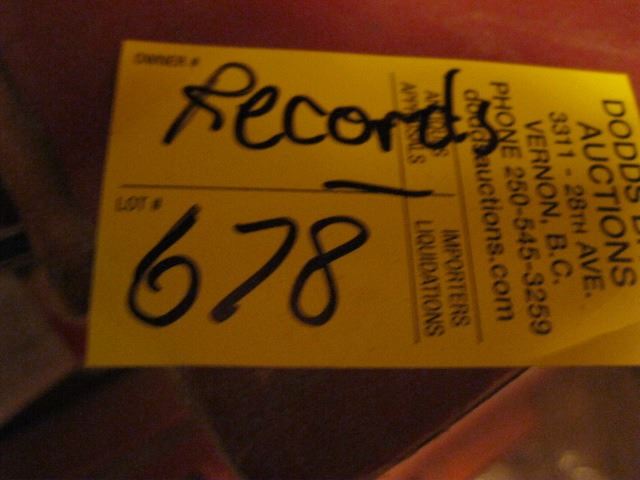 OWNER #
Records
LOT #
678
DODDS
AUCTIONS
3311 - 28TH AVE.
VERNON, B.C.
PHONE 250-545-3259
doddsauctions.com
APPRAISALS
IMPORTERS
LIQUIDATIONS